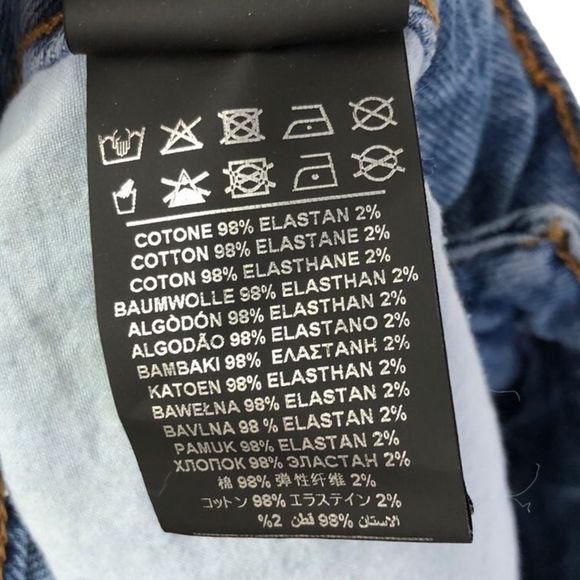 COTONE 98% ELASTAN 2%
COTTON 98% ELASTANE 2%
COTON 98% ELASTHANE 2%
BAUMWOLLE 98% ELASTHAN 2%
ALGÒDÓN 98% ELASTHAN 2%
ALGODÃO 98% ELASTANO 2%
BAMBAKI 98% ΕΛΑΣΤΑΝΗ 2%
KATOEN 98% ELASTHAN 2%
BAWEŁNA 98% ELASTAN 2%
BAVLNA 98 % ELASTAN 2%
PAMUK 98% ELASTAN 2%
ХЛОПОК 98% ЭЛАСТАН 2%
棉 98% 弹性纤维 2%
コットン 98% エラステイン 2%
الاستان 98% قطن 2%